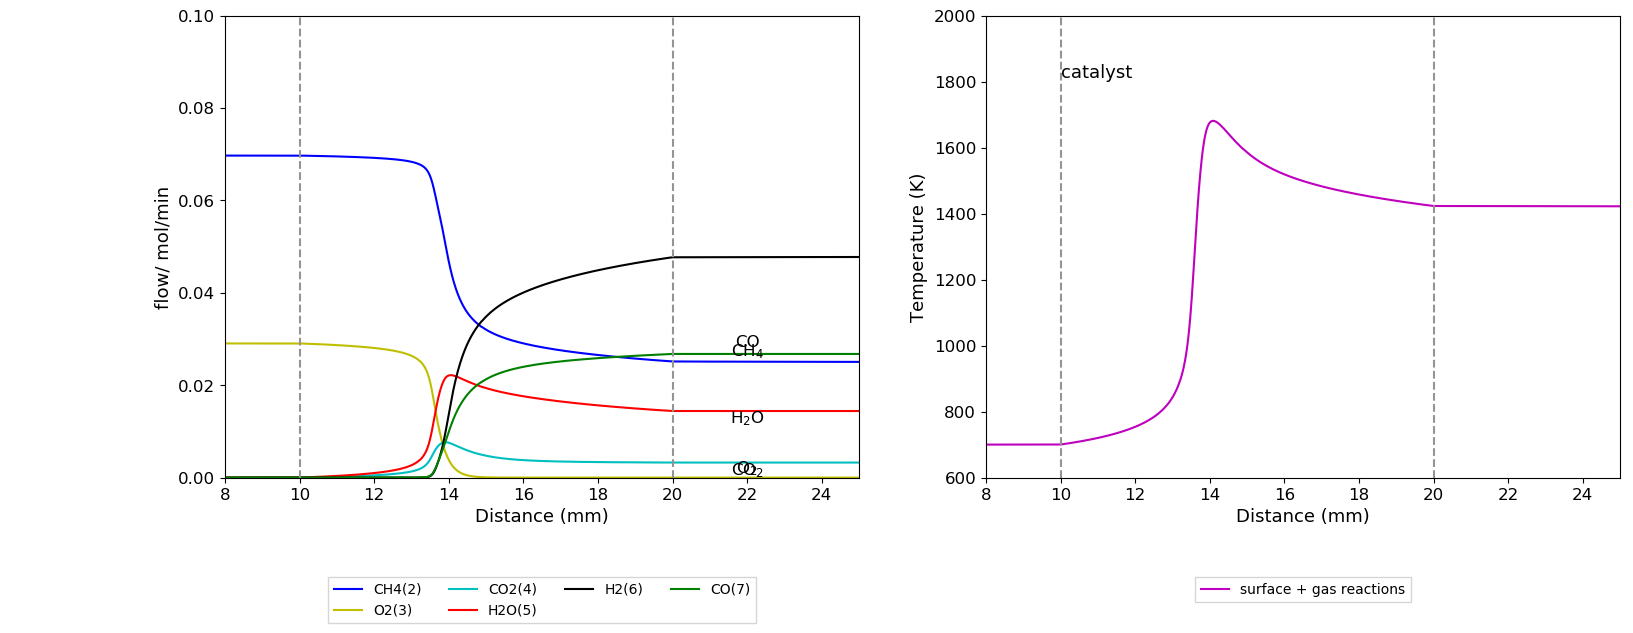 0.10
0.08
0.06
0.04
0.02
0.00
flow/ mol/min
CO
CH₄
H₂O
O₂
CO₂
8 10 12 14 16 18 20 22 24
Distance (mm)
CH4(2) CO2(4) H2(6) CO(7)
O2(3) H2O(5)
2000
1800
1600
1400
1200
1000
800
600
Temperature (K)
catalyst
8 10 12 14 16 18 20 22 24
Distance (mm)
surface + gas reactions